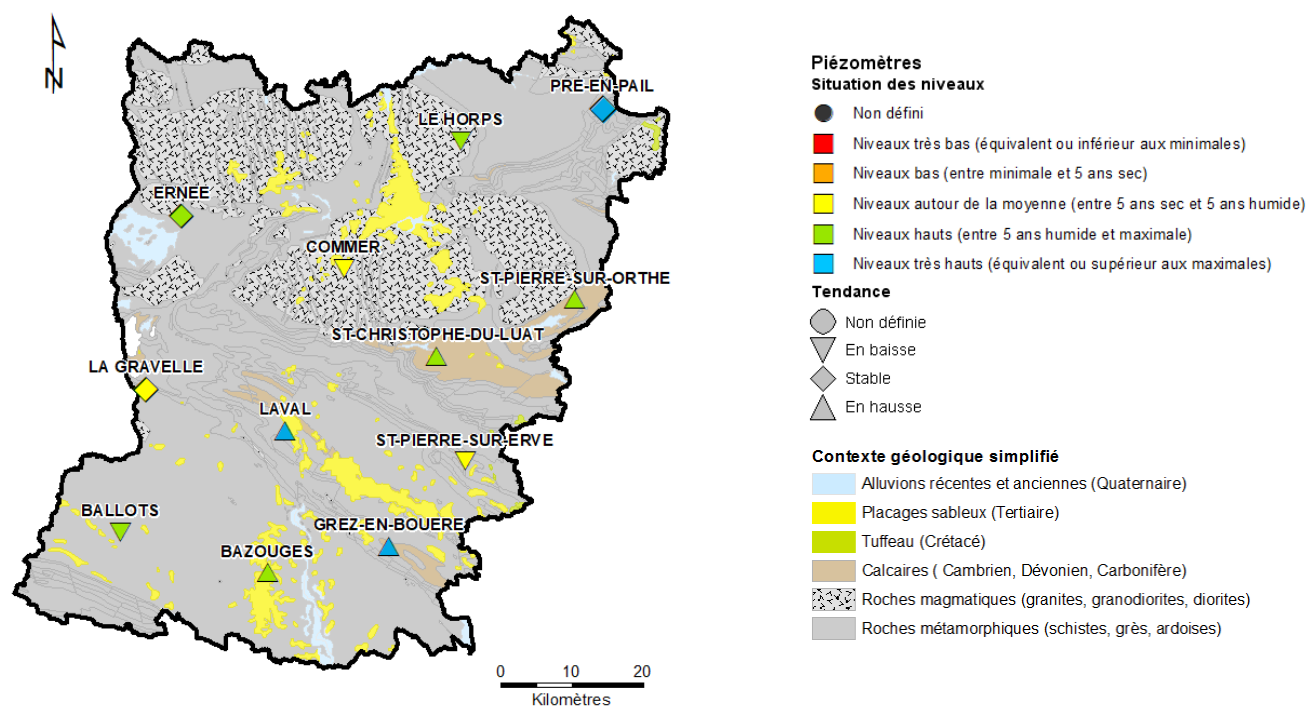 N
PRÉ-EN-PAIL
LE HORPS
ERNEE
COMMER
ST-PIERRE-SUR-ORTHE
ST-CHRISTOPHE-DU-LUAT
LA GRAVELLE
LAVAL
ST-PIERRE-SUR-ERVE
BALLOTS
GREZ-EN-BOUERE
BAZOUGES
0 10 20
Kilomètres
Piézomètres
Situation des niveaux
Non défini
Niveaux très bas (équivalent ou inférieur aux minimales)
Niveaux bas (entre minimale et 5 ans sec)
Niveaux autour de la moyenne (entre 5 ans sec et 5 ans humide)
Niveaux hauts (entre 5 ans humide et maximale)
Niveaux très hauts (équivalent ou supérieur aux maximales)
Tendance
Non définie
En baisse
Stable
En hausse
Contexte géologique simplifié
Alluvions récentes et anciennes (Quaternaire)
Placages sableux (Tertiaire)
Tuffeau (Crétacé)
Calcaires ( Cambrien, Dévonien, Carbonifère)
Roches magmatiques (granites, granodiorites, diorites)
Roches métamorphiques (schistes, grès, ardoises)